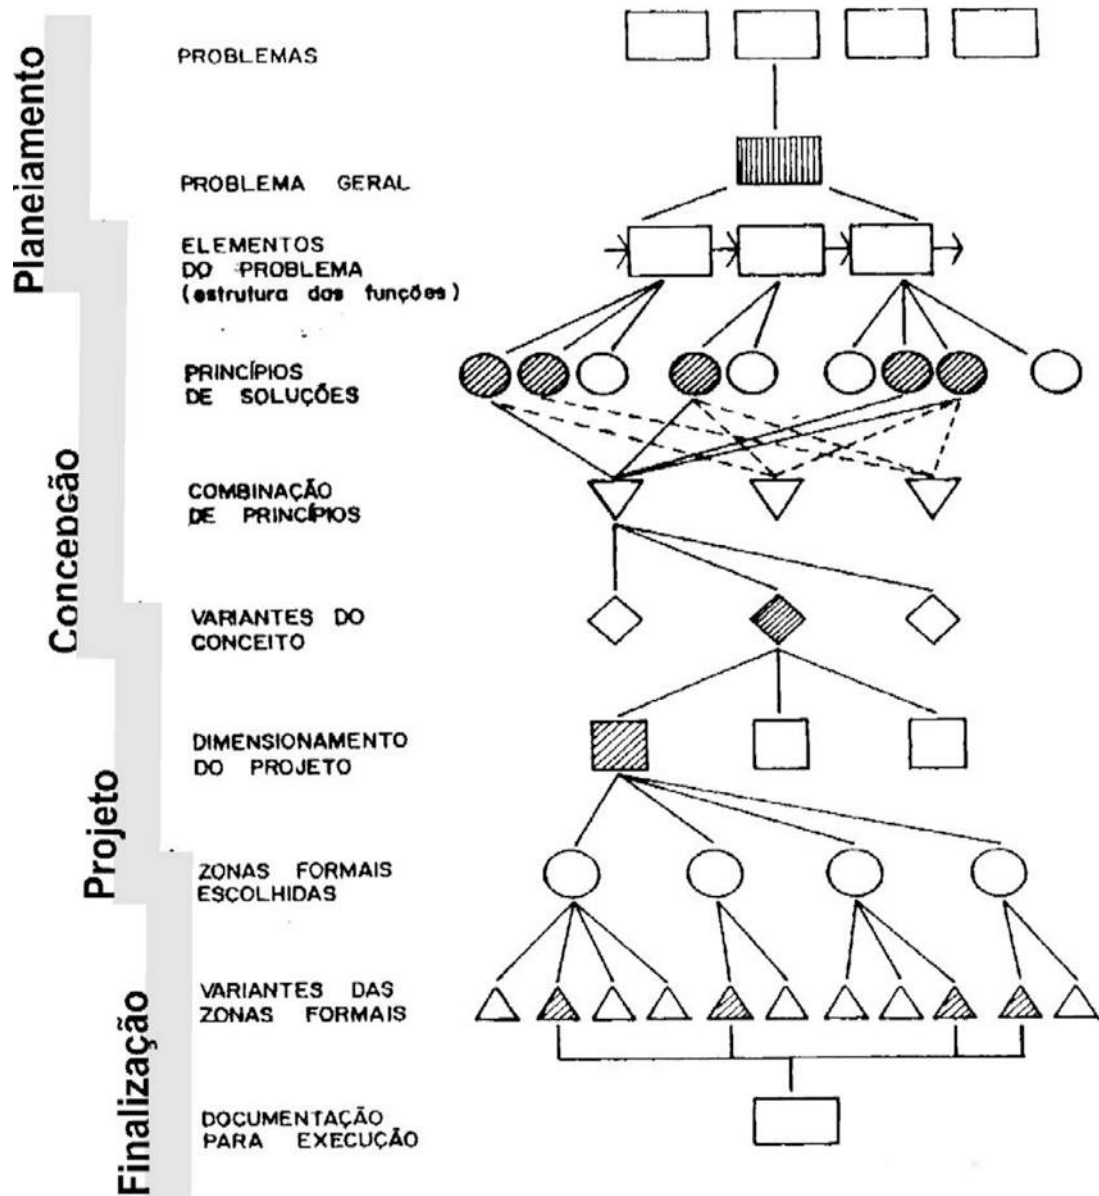 Planejamento
PROBLEMAS
PROBLEMA GERAL
ELEMENTOS
DO PROBLEMA
(estrutura das funções)
Concepção
PRINCÍPIOS
DE SOLUÇÕES
COMBINAÇÃO
DE PRINCÍPIOS
VARIANTES DO
CONCEITO
Projeto
DIMENSIONAMENTO
DO PROJETO
ZONAS FORMAIS
ESCOLHIDAS
Finalização
VARIANTES DAS
ZONAS FORMAIS
DOCUMENTAÇÃO
PARA EXECUÇÃO